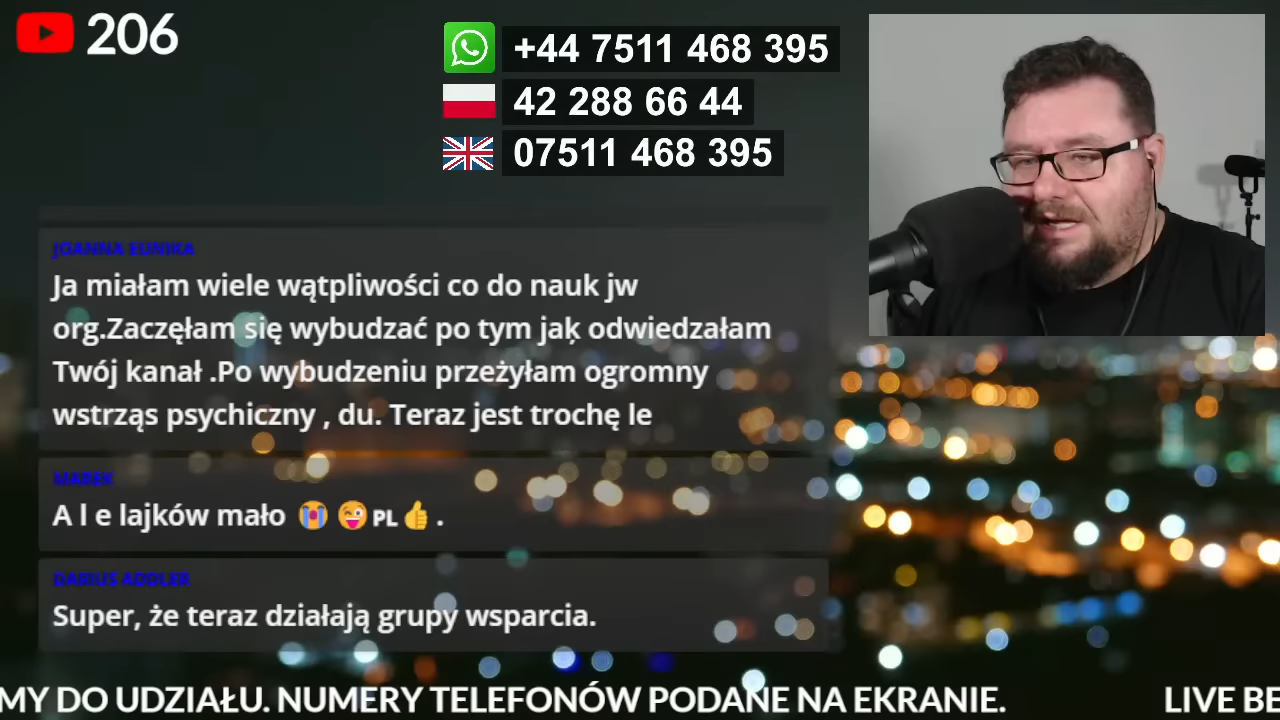 206
+44 7511 468 395
42 288 66 44
07511 468 395
JOANNA EUNIKA
Ja miałam wiele wątpliwości co do nauk jw
org.Zaczęłam się wybudzać po tym jak odwiedzałam
Twój kanał .Po wybudzeniu przeżyłam ogromny
wstrząs psychiczny , du. Teraz jest trochę le
MAREK
A l e lajków mało 😭 😜 PL 👍 .
DARIUS ADDLER
Super, że teraz działają grupy wsparcia.
MY DO UDZIAŁU. NUMERY TELEFONÓW PODANE NA EKRANIE. LIVE BE